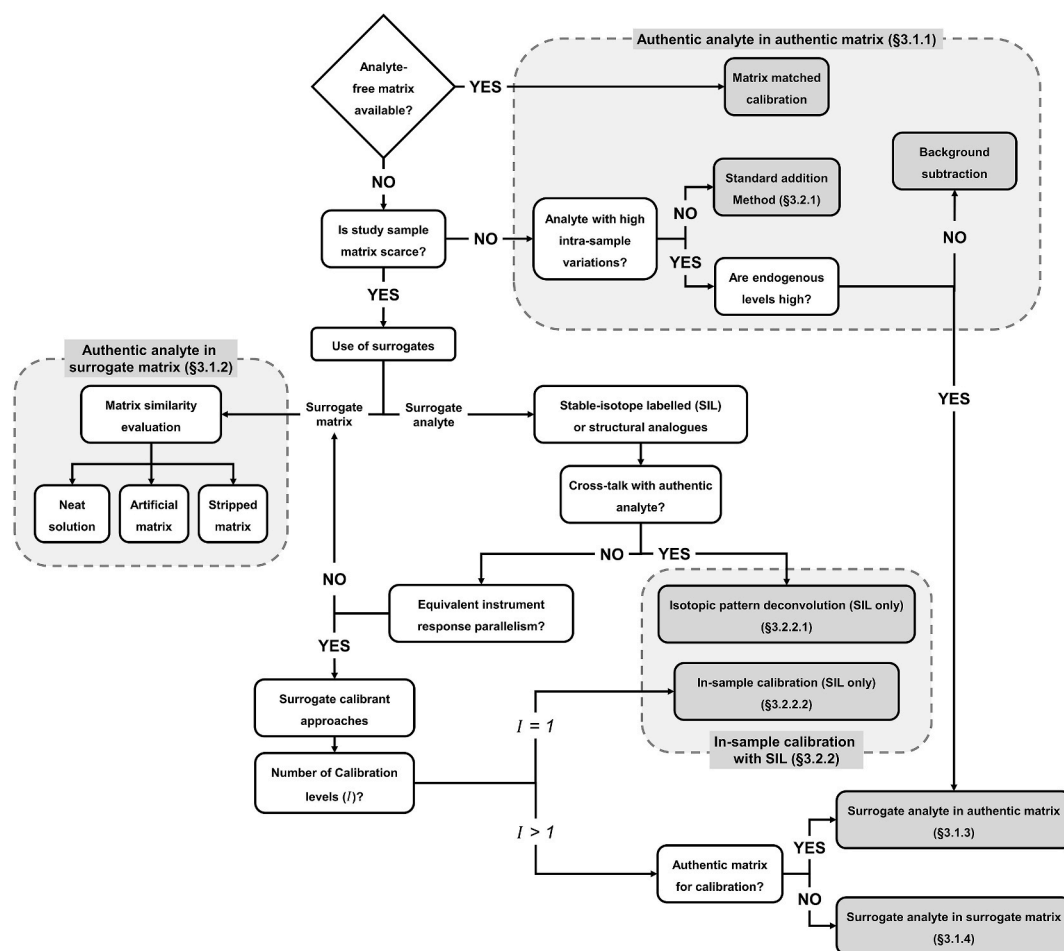 Authentic analyte in authentic matrix (§3.1.1)
Analyte-
free matrix
available?
YES
Matrix matched
calibration
Background
subtraction
NO
Standard addition
Method (§3.2.1)
Is study sample
matrix scarce?
NO
Analyte with high
intra-sample
variations?
NO
YES
NO
Are endogenous
levels high?
YES
Use of surrogates
Authentic analyte in
surrogate matrix (§3.1.2)
Matrix similarity
evaluation
Surrogate
matrix
Surrogate
analyte
Stable-isotope labelled (SIL)
or structural analogues
YES
Neat
solution
Artificial
matrix
Stripped
matrix
Cross-talk with authentic
analyte?
NO
YES
NO
Equivalent instrument
response parallelism?
Isotopic pattern deconvolution (SIL only)
(§3.2.2.1)
YES
Surrogate calibrant
approaches
In-sample calibration (SIL only)
(§3.2.2.2)
I = 1
In-sample calibration
with SIL (§3.2.2)
Number of Calibration
levels (I)?
I > 1
Surrogate analyte in authentic matrix
(§3.1.3)
YES
Authentic matrix
for calibration?
NO
Surrogate analyte in surrogate matrix
(§3.1.4)